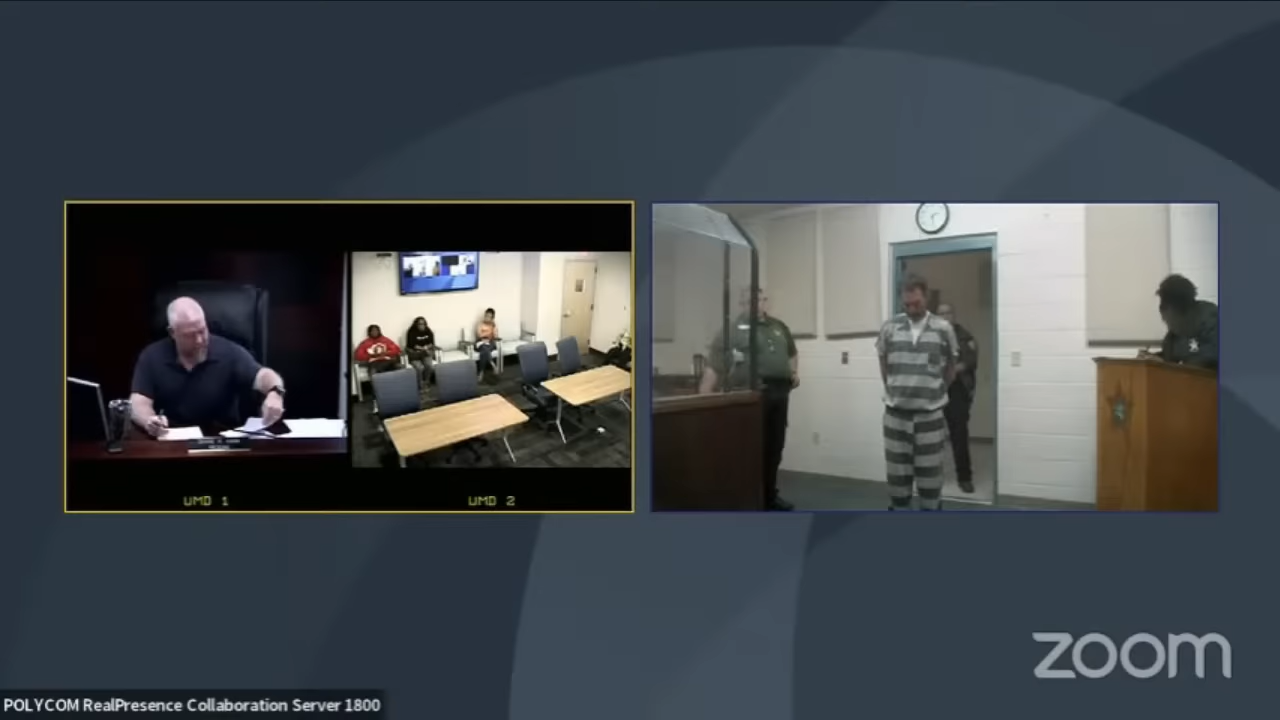 UMD 1
UMD 2
zoom
POLYCOM RealPresence Collaboration Server 1800